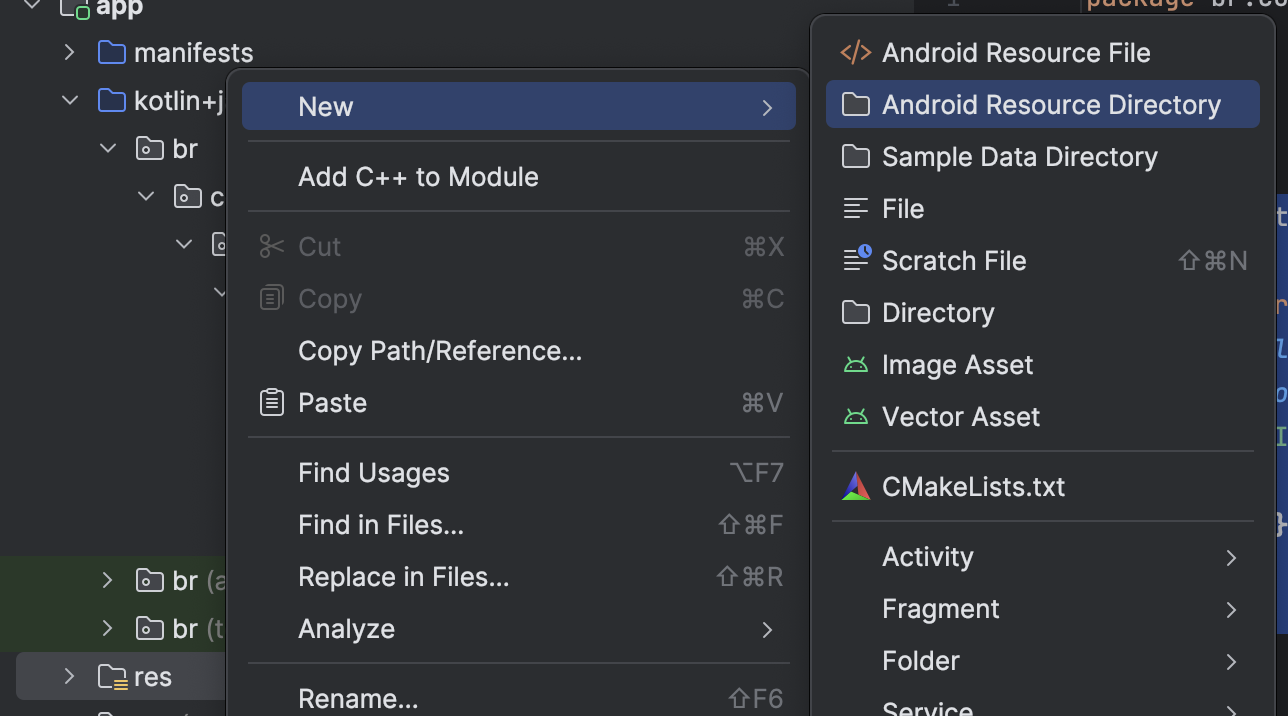 app
manifests
kotlin+j
br
c
br (a
br (t
res
New
Add C++ to Module
Cut ⌘X
Copy ⌘C
Copy Path/Reference...
Paste ⌘V
Find Usages ⌥F7
Find in Files... ⇧⌘F
Replace in Files... ⇧⌘R
Analyze
Rename... ⇧F6
1 package br.co
Android Resource File
Android Resource Directory
Sample Data Directory
File
Scratch File ⇧⌘N
Directory
Image Asset
Vector Asset
CMakeLists.txt
Activity
Fragment
Folder
Service